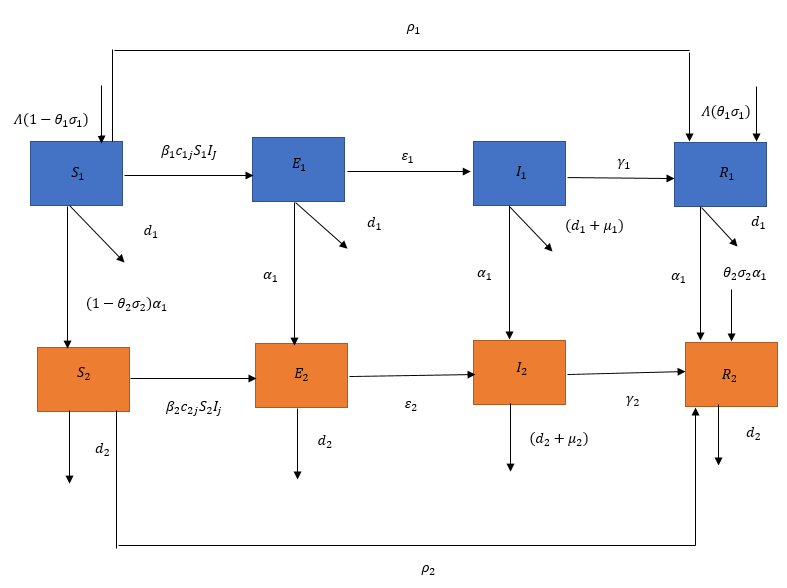 ρ₁
Λ(1 − θ₁σ₁)
Λ(θ₁σ₁)
β₁c₁ⱼS₁I_J
ε₁
γ₁
S₁
E₁
I₁
R₁
d₁
d₁
(d₁ + μ₁)
d₁
(1 − θ₂σ₂)α₁
α₁
α₁
α₁
θ₂σ₂α₁
S₂
E₂
I₂
R₂
β₂c₂ⱼS₂Iⱼ
ε₂
γ₂
d₂
d₂
(d₂ + μ₂)
d₂
ρ₂